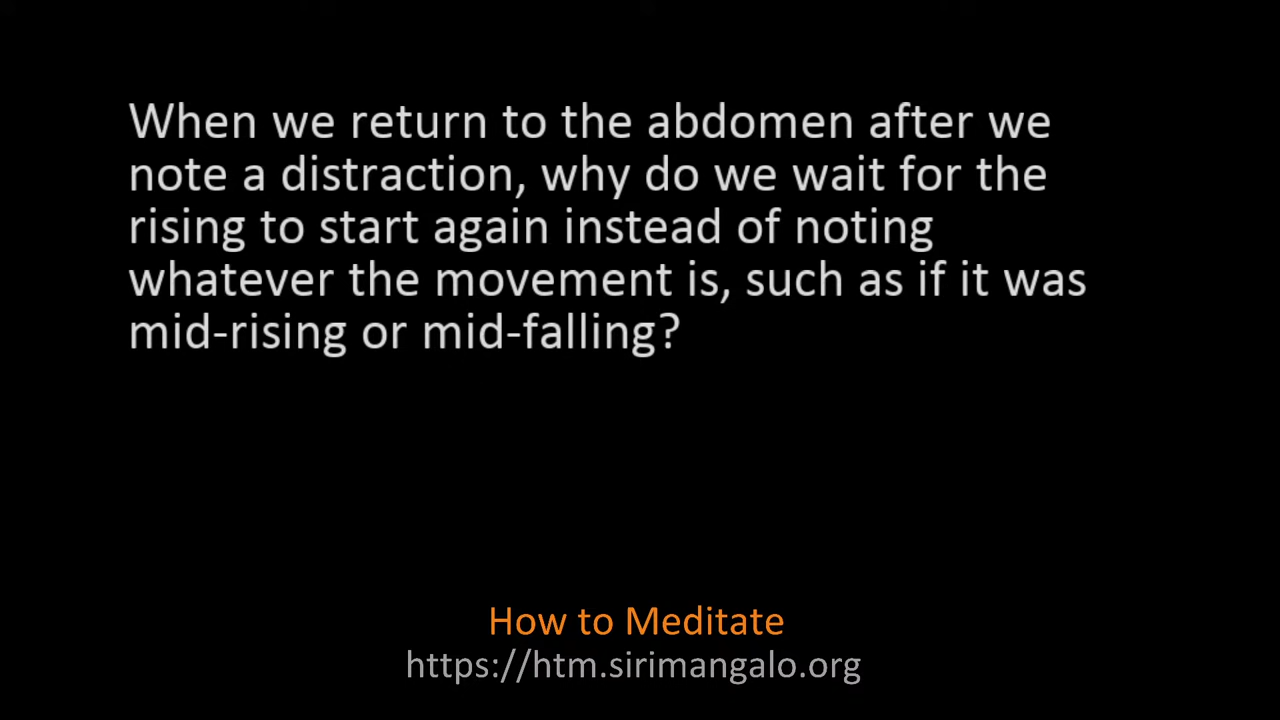 When we return to the abdomen after we
note a distraction, why do we wait for the
rising to start again instead of noting
whatever the movement is, such as if it was
mid-rising or mid-falling?
How to Meditate
https://htm.sirimangalo.org